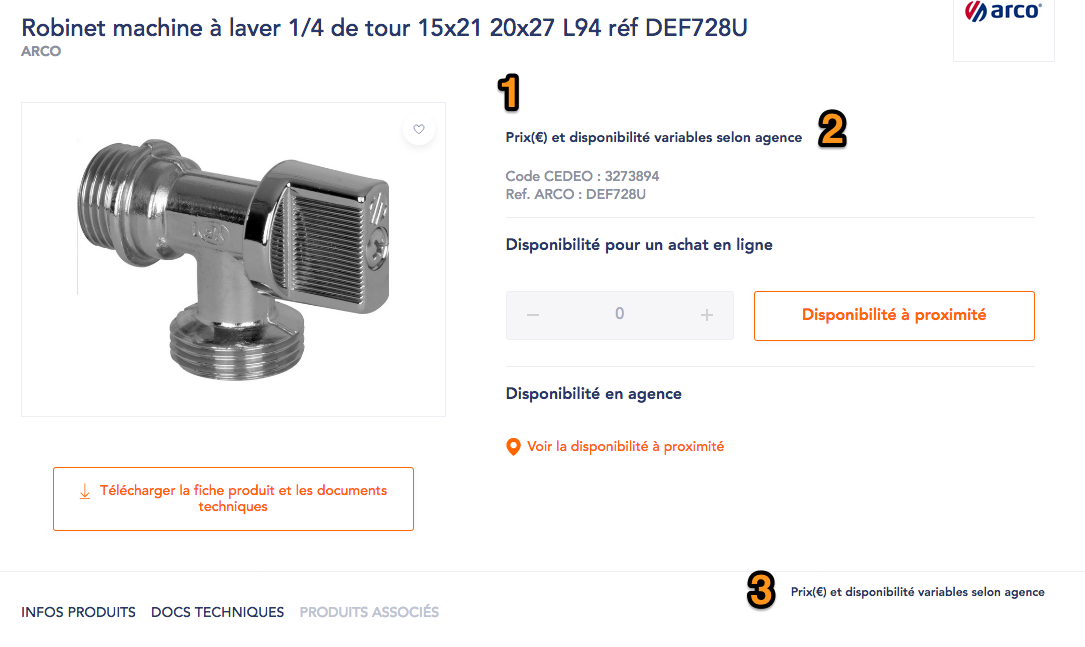 Robinet machine à laver 1/4 de tour 15x21 20x27 L94 réf DEF728U
ARCO
arco
1
Prix(€) et disponibilité variables selon agence
2
Code CEDEO : 3273894
Ref. ARCO : DEF728U
Disponibilité pour un achat en ligne
− 0 +
Disponibilité à proximité
Disponibilité en agence
Voir la disponibilité à proximité
Télécharger la fiche produit et les documents
techniques
3
Prix(€) et disponibilité variables selon agence
INFOS PRODUITS DOCS TECHNIQUES PRODUITS ASSOCIÉS